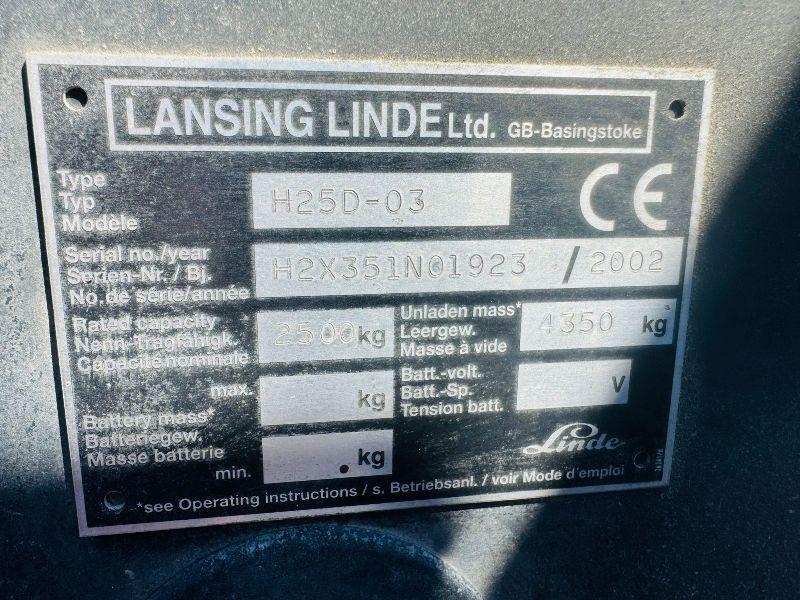 LANSING LINDE Ltd. GB-Basingstoke
Type
Typ
Modèle
H25D-03
CE
Serial no./year
Serien-Nr. / Bj.
No. de série/année
H2X351N01923 / 2002
Rated capacity
Nenn.-Tragfähigk.
Capacité nominale
2500 kg
Unladen mass*
Leergew.
Masse à vide
4350 kg
max. kg
Battery mass*
Batteriegew.
Masse batterie
min. kg
Batt.-volt.
Batt.-Sp.
Tension batt.
V
Linde
*see Operating instructions / s. Betriebsanl. / voir Mode d'emploi